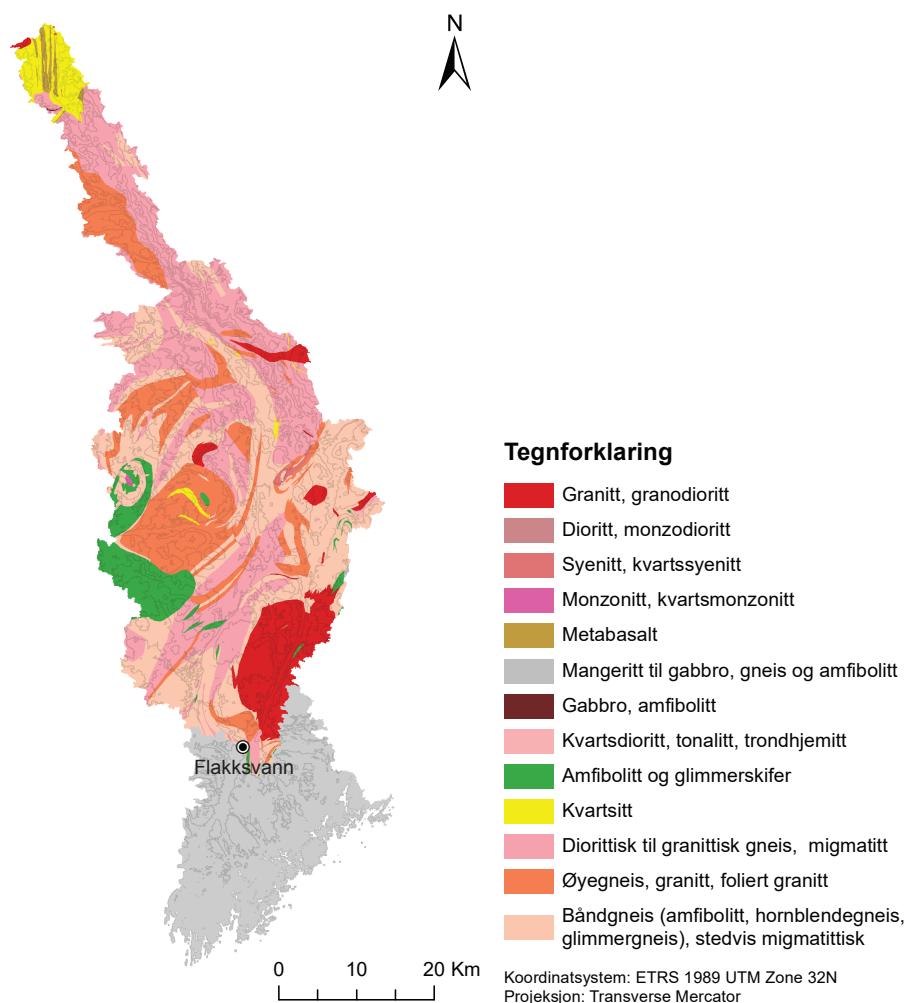 N
Flakksvann
Tegnforklaring
Granitt, granodioritt
Dioritt, monzodioritt
Syenitt, kvartssyenitt
Monzonitt, kvartsmonzonitt
Metabasalt
Mangeritt til gabbro, gneis og amfibolitt
Gabbro, amfibolitt
Kvartsdioritt, tonalitt, trondhjemitt
Amfibolitt og glimmerskifer
Kvartsitt
Diorittisk til granittisk gneis, migmatitt
Øyegneis, granitt, foliert granitt
Båndgneis (amfibolitt, hornblendegneis,
glimmergneis), stedvis migmatittisk
0 10 20 Km
Koordinatsystem: ETRS 1989 UTM Zone 32N
Projeksjon: Transverse Mercator